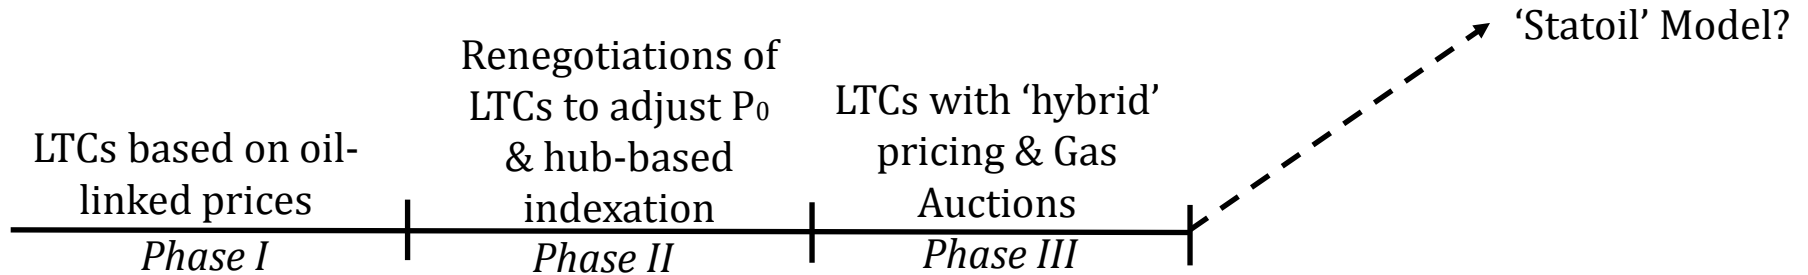 LTCs based on oil-
linked prices
Phase I
Renegotiations of
LTCs to adjust P₀
& hub-based
indexation
Phase II
LTCs with ‘hybrid’
pricing & Gas
Auctions
Phase III
‘Statoil’ Model?